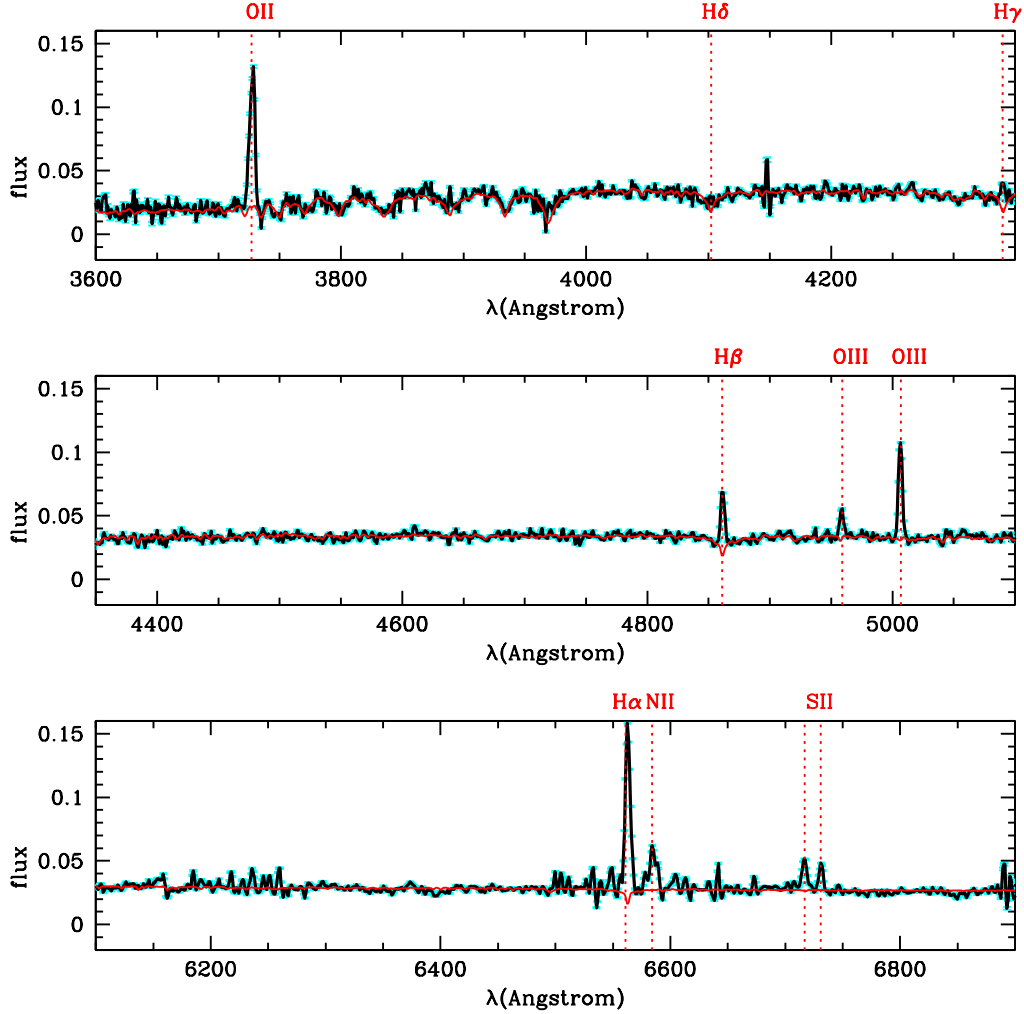 OII Hδ Hγ
0.15
0.1
0.05
0
flux
3600 3800 4000 4200
λ(Angstrom)
Hβ OIII OIII
0.15
0.1
0.05
0
flux
4400 4600 4800 5000
λ(Angstrom)
Hα NII SII
0.15
0.1
0.05
0
flux
6200 6400 6600 6800
λ(Angstrom)